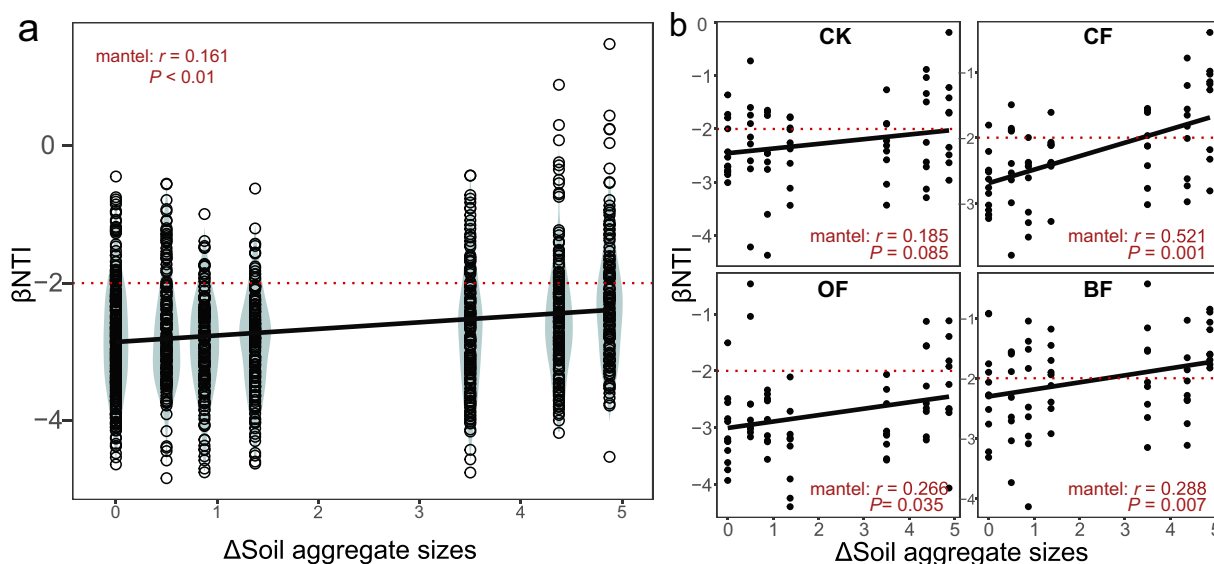 a
mantel: r = 0.161
P < 0.01
βNTI
0
−2
−4
0 1 2 3 4 5
ΔSoil aggregate sizes
b
βNTI
CK
0
−1
−2
−3
−4
mantel: r = 0.185
P = 0.085
CF
−1
−2
−3
mantel: r = 0.521
P = 0.001
OF
−1
−2
−3
−4
mantel: r = 0.266
P= 0.035
0 1 2 3 4 5
BF
−1
−2
−3
−4
mantel: r = 0.288
P = 0.007
0 1 2 3 4 5
ΔSoil aggregate sizes